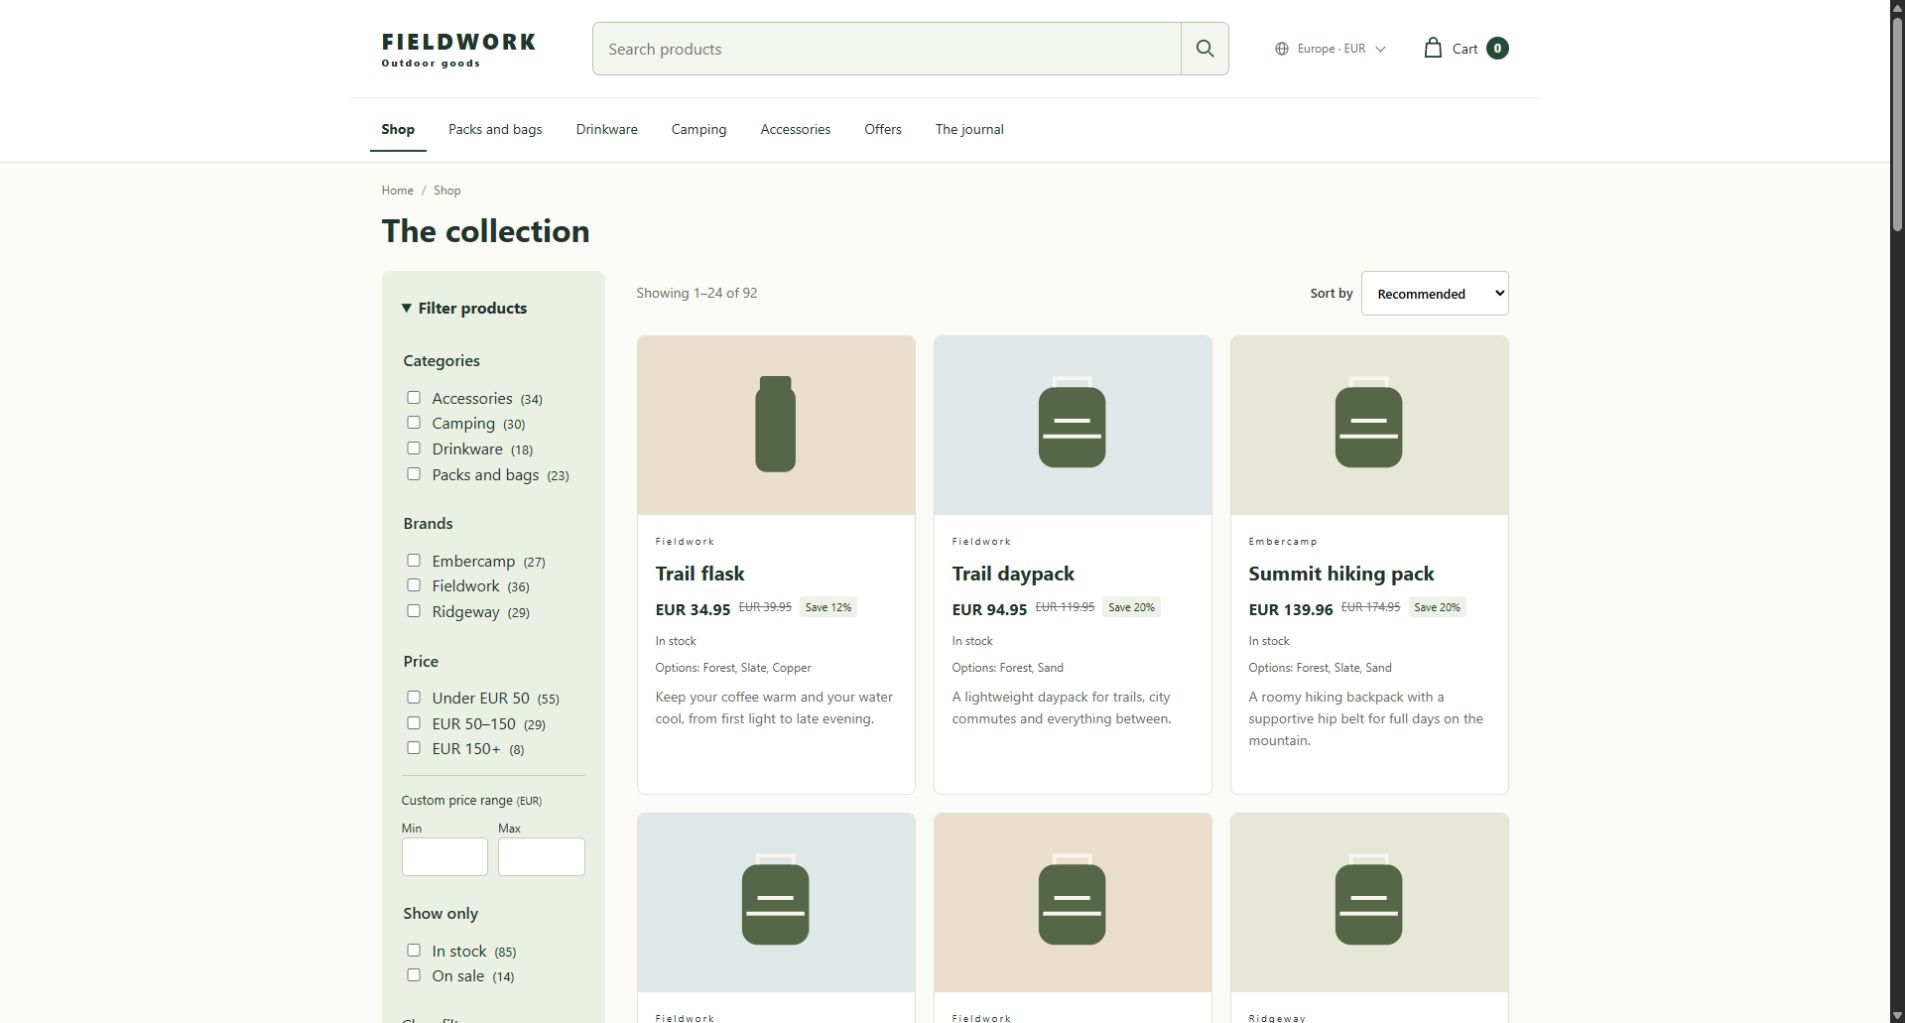 FIELDWORK
Outdoor goods
Search products
Europe · EUR
Cart 0
Shop
Packs and bags
Drinkware
Camping
Accessories
Offers
The journal
Home / Shop
The collection
▼ Filter products
Categories
Accessories (34)
Camping (30)
Drinkware (18)
Packs and bags (23)
Brands
Embercamp (27)
Fieldwork (36)
Ridgeway (29)
Price
Under EUR 50 (55)
EUR 50–150 (29)
EUR 150+ (8)
Custom price range (EUR)
Min Max
Show only
In stock (85)
On sale (14)
Showing 1–24 of 92
Sort by Recommended
Fieldwork
Trail flask
EUR 34.95 EUR 39.95 Save 12%
In stock
Options: Forest, Slate, Copper
Keep your coffee warm and your water
cool, from first light to late evening.
Fieldwork
Trail daypack
EUR 94.95 EUR 119.95 Save 20%
In stock
Options: Forest, Sand
A lightweight daypack for trails, city
commutes and everything between.
Embercamp
Summit hiking pack
EUR 139.96 EUR 174.95 Save 20%
In stock
Options: Forest, Slate, Sand
A roomy hiking backpack with a
supportive hip belt for full days on the
mountain.
Fieldwork
Fieldwork
Ridgeway